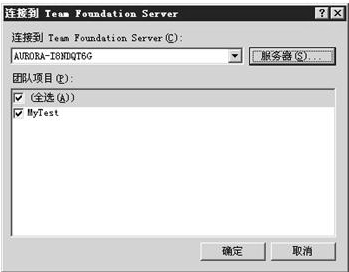 连接到 Team Foundation Server
连接到 Team Foundation Server(C):
AURORA-I8NDQT6G
服务器(S)...
团队项目(P):
(全选(A))
MyTest
确定
取消